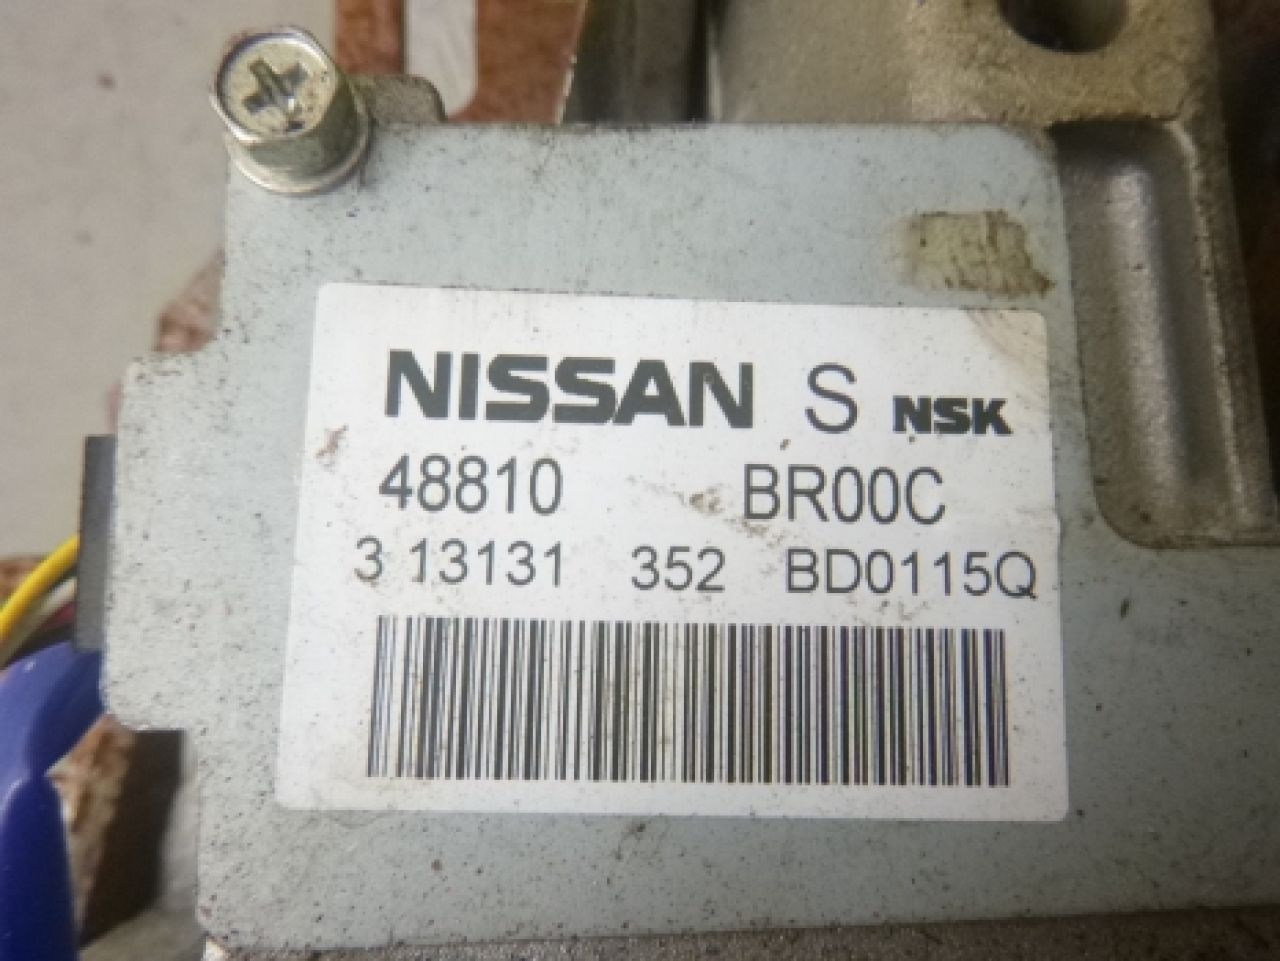 NISSAN S NSK
48810 BR00C
3 13131 352 BD0115Q